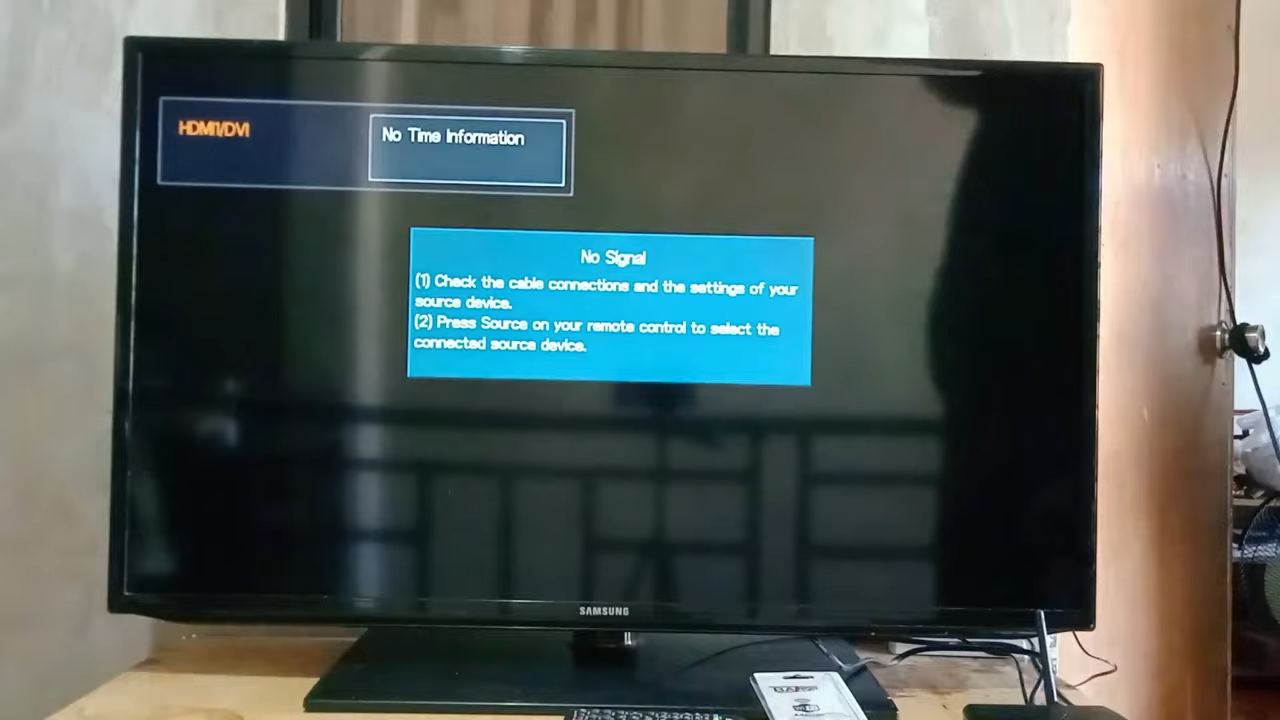 HDMI1/DVI
No Time Information
No Signal
(1) Check the cable connections and the settings of your
source device.
(2) Press Source on your remote control to select the
connected source device.
SAMSUNG